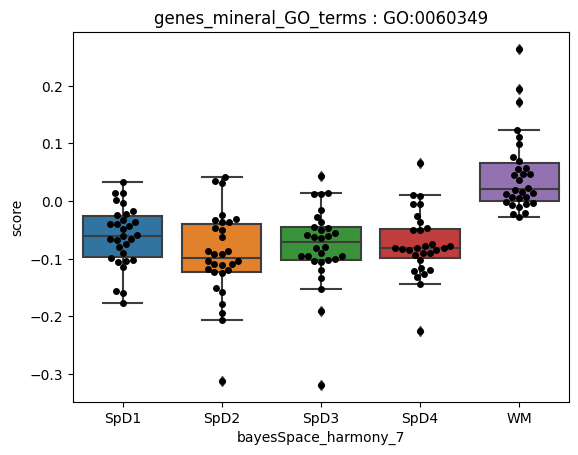 genes_mineral_GO_terms : GO:0060349
0.2
0.1
0.0
−0.1
−0.2
−0.3
score
SpD1 SpD2 SpD3 SpD4 WM
bayesSpace_harmony_7